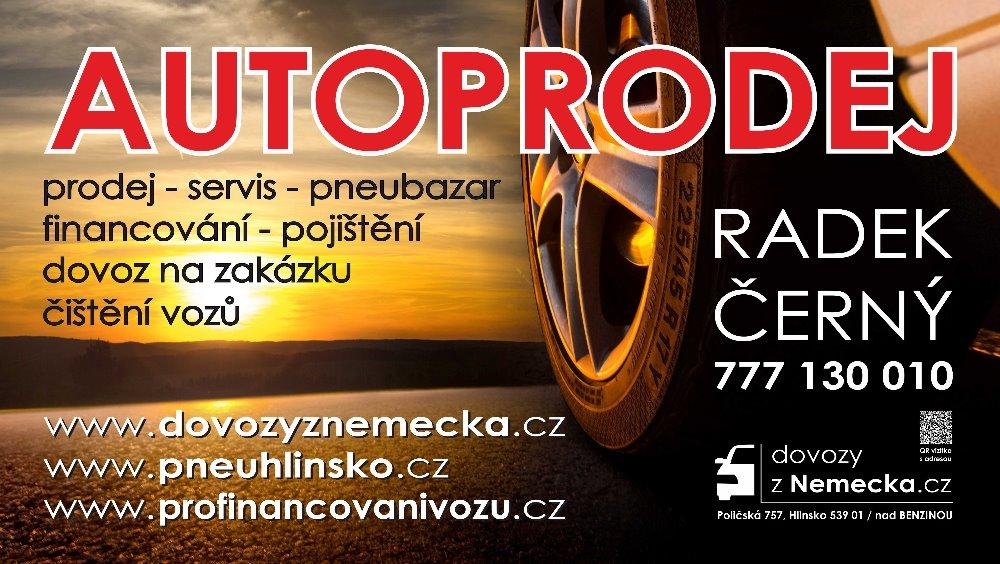 AUTOPRODEJ
prodej - servis - pneubazar
financování - pojištění
dovoz na zakázku
čištění vozů
225/45 R 17 Y
RADEK
ČERNÝ
777 130 010
www.dovozyznemecka.cz
www.pneuhlinsko.cz
www.profinancovanivozu.cz
QR vizitka
s adresou
dovozy
z Nemecka.cz
Poličská 757, Hlinsko 539 01 / nad BENZINOU